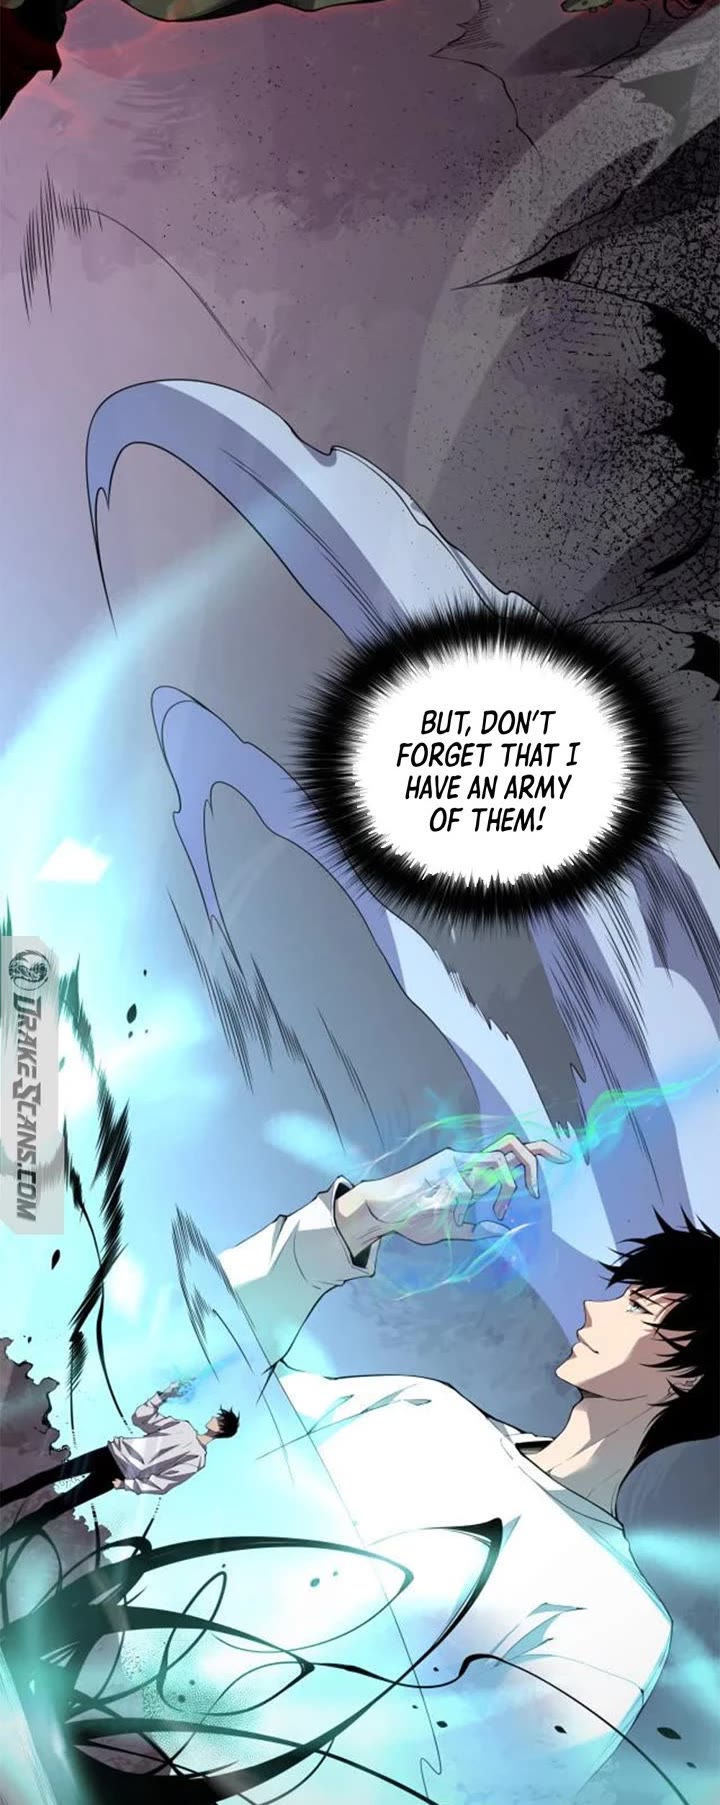 BUT, DON'T
FORGET THAT I
HAVE AN ARMY
OF THEM!
DRAKESCANS.COM